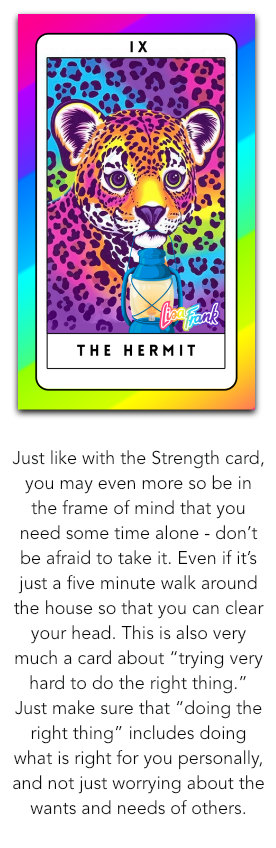 IX
Lisa Frank
THE HERMIT
Just like with the Strength card,
you may even more so be in
the frame of mind that you
need some time alone - don’t
be afraid to take it. Even if it’s
just a five minute walk around
the house so that you can clear
your head. This is also very
much a card about “trying very
hard to do the right thing.”
Just make sure that “doing the
right thing” includes doing
what is right for you personally,
and not just worrying about the
wants and needs of others.